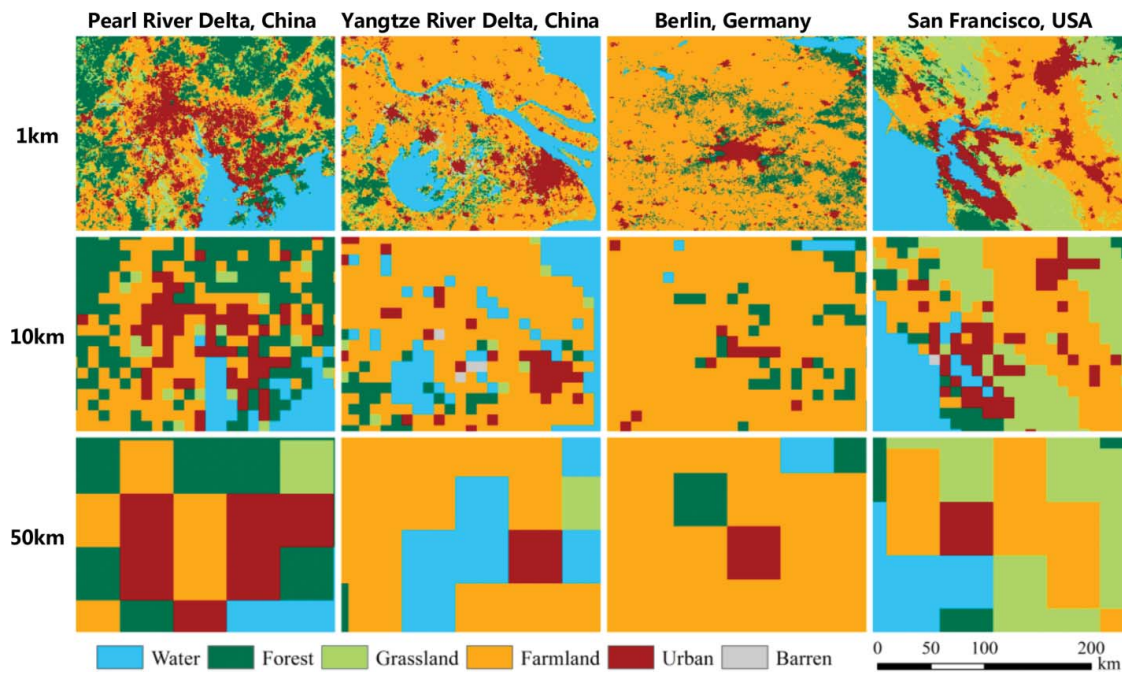 Pearl River Delta, China Yangtze River Delta, China Berlin, Germany San Francisco, USA
1km
10km
50km
Water Forest Grassland Farmland Urban Barren
0 50 100 200
km